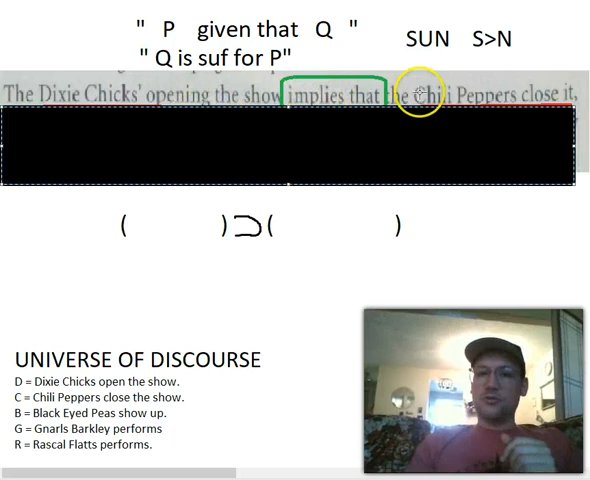 " P given that Q "
" Q is suf for P"
SUN S>N
The Dixie Chicks' opening the show implies that the Chili Peppers close it,
( ) ⊃ ( )
UNIVERSE OF DISCOURSE
D = Dixie Chicks open the show.
C = Chili Peppers close the show.
B = Black Eyed Peas show up.
G = Gnarls Barkley performs
R = Rascal Flatts performs.